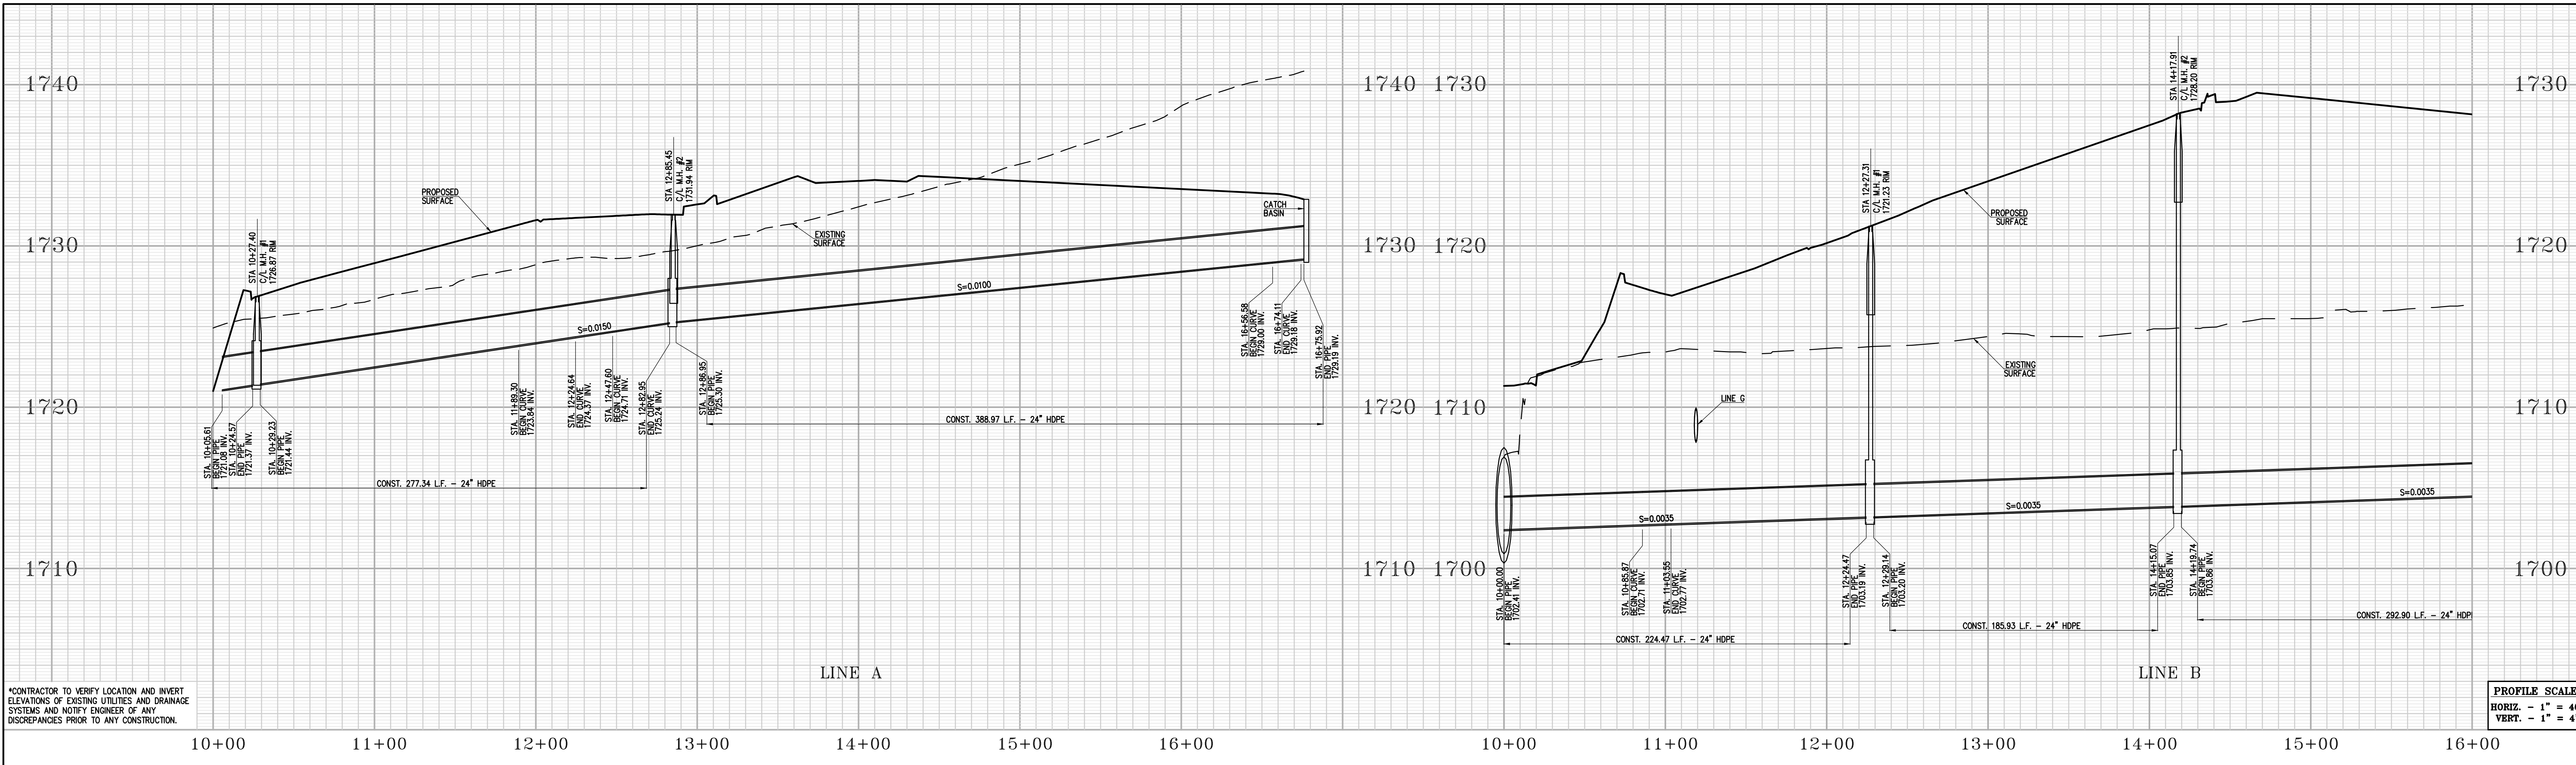 1740
1730
1720
1710
PROPOSED
SURFACE
EXISTING
SURFACE
STA 10+27.40
C/L M.H. #1
1726.87 RIM
STA 12+85.45
C/L M.H. #2
1731.94 RIM
CATCH
BASIN
S=0.0150
S=0.0100
STA. 10+05.61
BEGIN PIPE
1721.08 INV.
STA. 10+24.57
END PIPE
1721.37 INV.
STA. 10+29.23
BEGIN PIPE
1721.44 INV.
STA. 11+89.30
BEGIN CURVE
1723.84 INV.
STA. 12+24.64
END CURVE
1724.37 INV.
STA. 12+47.60
BEGIN CURVE
1724.71 INV.
STA. 12+82.95
END CURVE
1725.24 INV.
STA. 12+86.95
BEGIN PIPE
1725.30 INV.
STA. 16+56.58
BEGIN CURVE
1729.00 INV.
STA. 16+74.11
END CURVE
1729.18 INV.
STA. 16+75.92
END PIPE
1729.19 INV.
CONST. 277.34 L.F. - 24" HDPE
CONST. 388.97 L.F. - 24" HDPE
LINE A
*CONTRACTOR TO VERIFY LOCATION AND INVERT
ELEVATIONS OF EXISTING UTILITIES AND DRAINAGE
SYSTEMS AND NOTIFY ENGINEER OF ANY
DISCREPANCIES PRIOR TO ANY CONSTRUCTION.
10+00 11+00 12+00 13+00 14+00 15+00 16+00
1740 1730
1730 1720
1720 1710
1710 1700
STA 12+27.31
C/L M.H. #1
1721.23 RIM
STA 14+17.91
C/L M.H. #2
1728.20 RIM
PROPOSED
SURFACE
EXISTING
SURFACE
LINE G
S=0.0035
S=0.0035
S=0.0035
STA. 10+00.00
BEGIN PIPE
1702.41 INV.
STA. 10+85.87
BEGIN CURVE
1702.71 INV.
STA. 11+03.55
END CURVE
1702.77 INV.
STA. 12+24.47
END PIPE
1703.19 INV.
STA. 12+29.14
BEGIN PIPE
1703.20 INV.
STA. 14+15.07
END PIPE
1703.85 INV.
STA. 14+19.74
BEGIN PIPE
1703.86 INV.
CONST. 224.47 L.F. - 24" HDPE
CONST. 185.93 L.F. - 24" HDPE
CONST. 292.90 L.F. - 24" HDP
LINE B
1730
1720
1710
1700
PROFILE SCALE
HORIZ. - 1" = 4
VERT. - 1" = 4
10+00 11+00 12+00 13+00 14+00 15+00 16+00